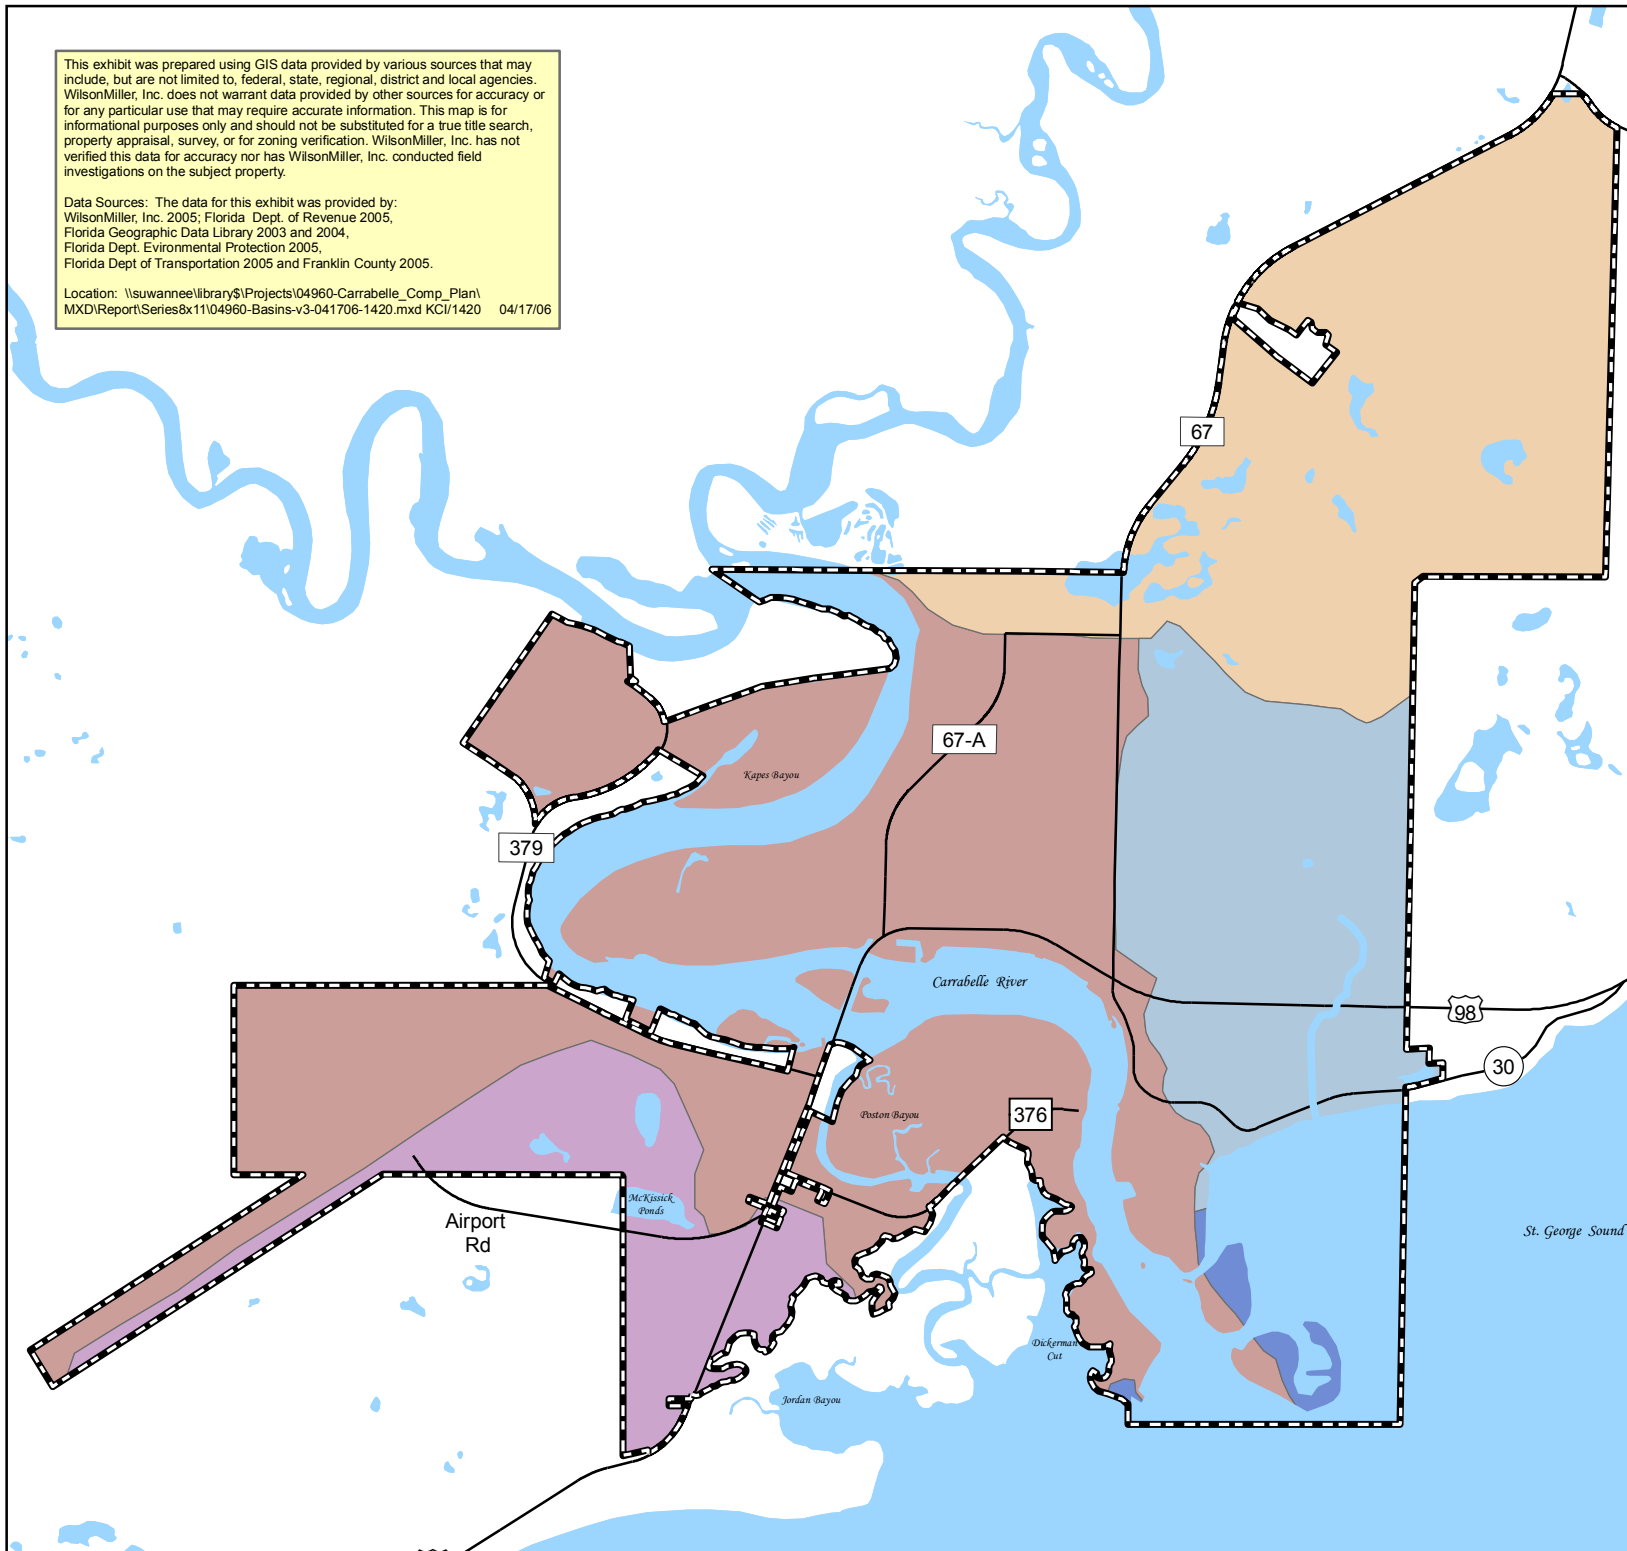 This exhibit was prepared using GIS data provided by various sources that may
include, but are not limited to, federal, state, regional, district and local agencies.
WilsonMiller, Inc. does not warrant data provided by other sources for accuracy or
for any particular use that may require accurate information. This map is for
informational purposes only and should not be substituted for a true title search,
property appraisal, survey, or for zoning verification. WilsonMiller, Inc. has not
verified this data for accuracy nor has WilsonMiller, Inc. conducted field
investigations on the subject property.
Data Sources: The data for this exhibit was provided by:
WilsonMiller, Inc. 2005; Florida Dept. of Revenue 2005,
Florida Geographic Data Library 2003 and 2004,
Florida Dept. Evironmental Protection 2005,
Florida Dept of Transportation 2005 and Franklin County 2005.
Location: \\suwannee\library$\Projects\04960-Carrabelle_Comp_Plan\
MXD\Report\Series8x11\04960-Basins-v3-041706-1420.mxd KCI/1420 04/17/06
67
67-A
Kapes Bayou
379
Carrabelle River
98
30
Poston Bayou
376
McKissick
Ponds
Airport
Rd
St. George Sound
Dickerman
Cut
Jordan Bayou